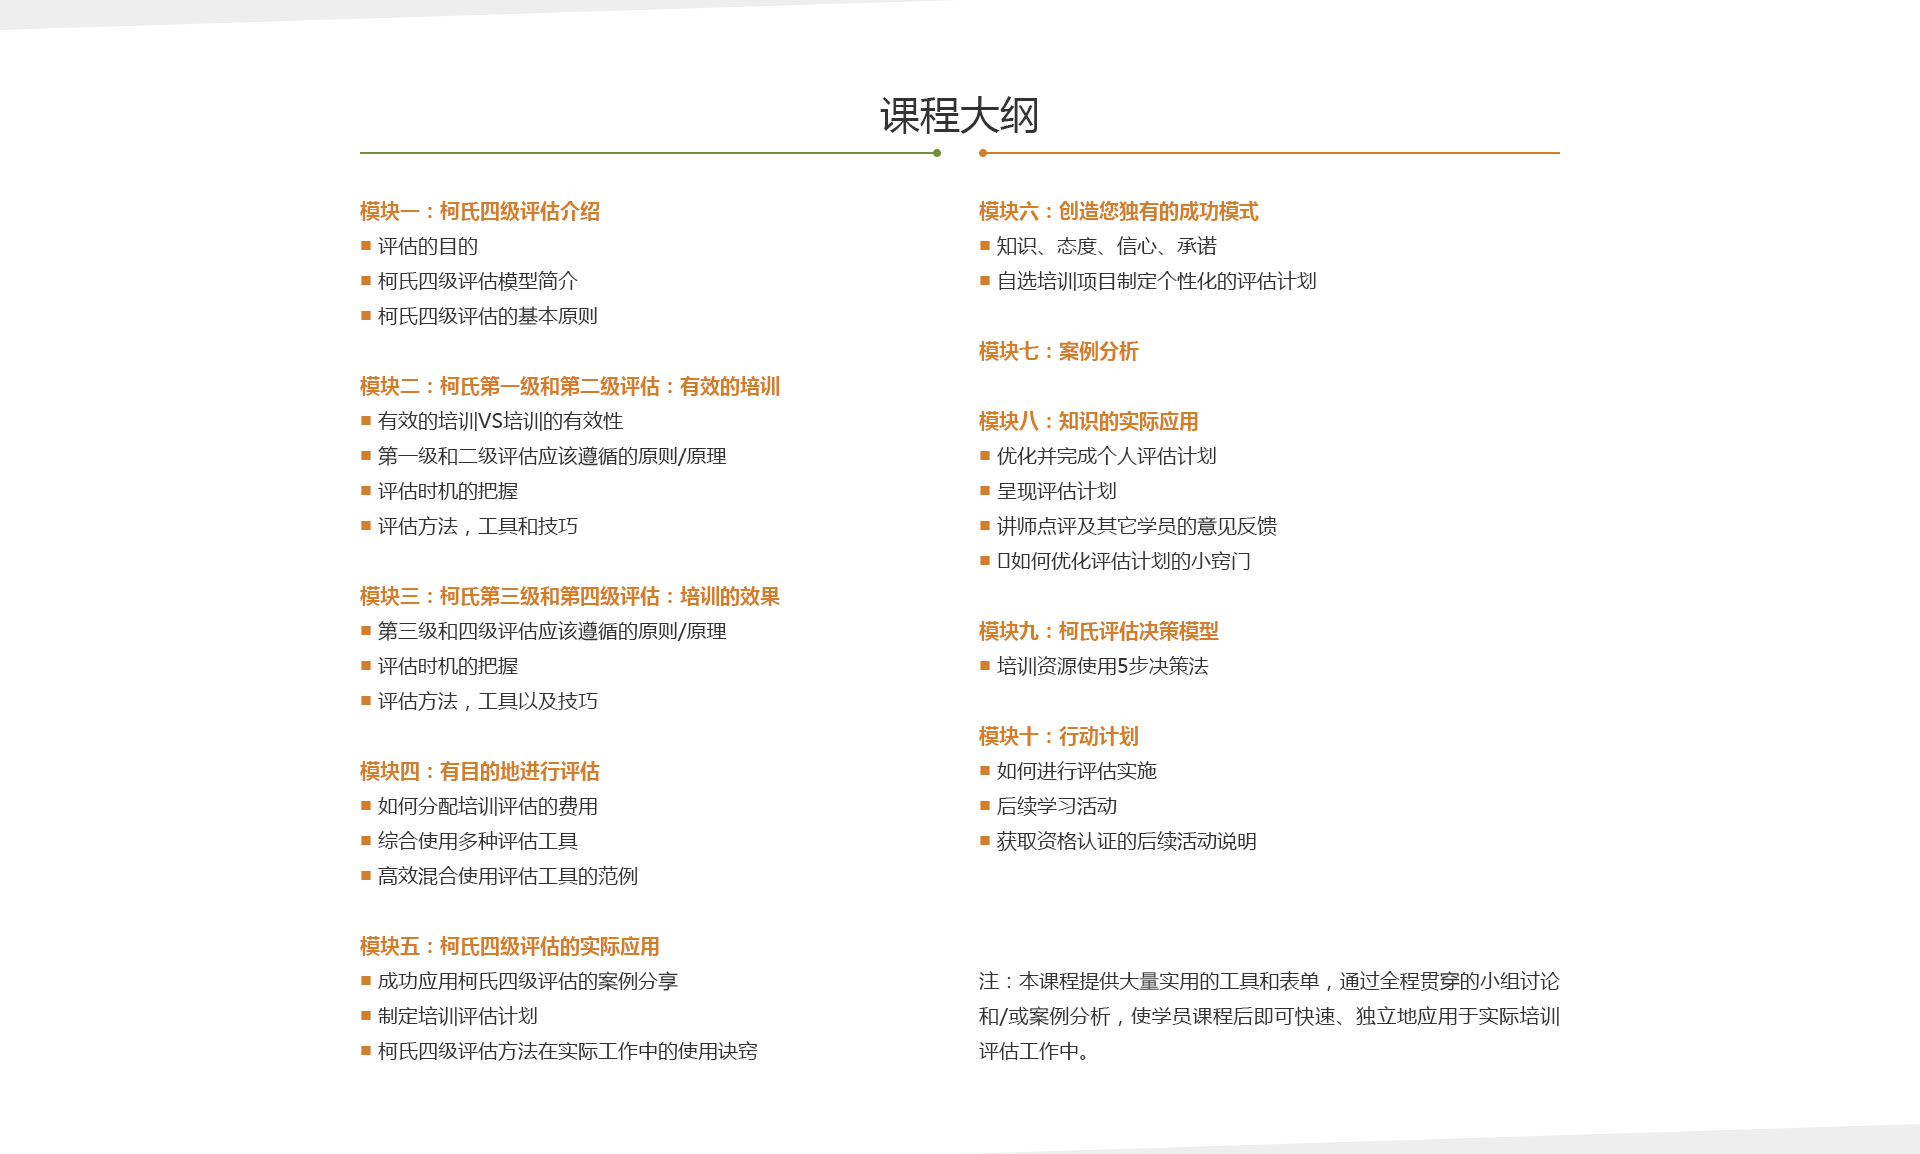 课程大纲
模块一：柯氏四级评估介绍
■ 评估的目的
■ 柯氏四级评估模型简介
■ 柯氏四级评估的基本原则
模块二：柯氏第一级和第二级评估：有效的培训
■ 有效的培训VS培训的有效性
■ 第一级和二级评估应该遵循的原则/原理
■ 评估时机的把握
■ 评估方法，工具和技巧
模块三：柯氏第三级和第四级评估：培训的效果
■ 第三级和四级评估应该遵循的原则/原理
■ 评估时机的把握
■ 评估方法，工具以及技巧
模块四：有目的地进行评估
■ 如何分配培训评估的费用
■ 综合使用多种评估工具
■ 高效混合使用评估工具的范例
模块五：柯氏四级评估的实际应用
■ 成功应用柯氏四级评估的案例分享
■ 制定培训评估计划
■ 柯氏四级评估方法在实际工作中的使用诀窍
模块六：创造您独有的成功模式
■ 知识、态度、信心、承诺
■ 自选培训项目制定个性化的评估计划
模块七：案例分析
模块八：知识的实际应用
■ 优化并完成个人评估计划
■ 呈现评估计划
■ 讲师点评及其它学员的意见反馈
■ 如何优化评估计划的小窍门
模块九：柯氏评估决策模型
■ 培训资源使用5步决策法
模块十：行动计划
■ 如何进行评估实施
■ 后续学习活动
■ 获取资格认证的后续活动说明
注：本课程提供大量实用的工具和表单，通过全程贯穿的小组讨论
和/或案例分析，使学员课程后即可快速、独立地应用于实际培训
评估工作中。